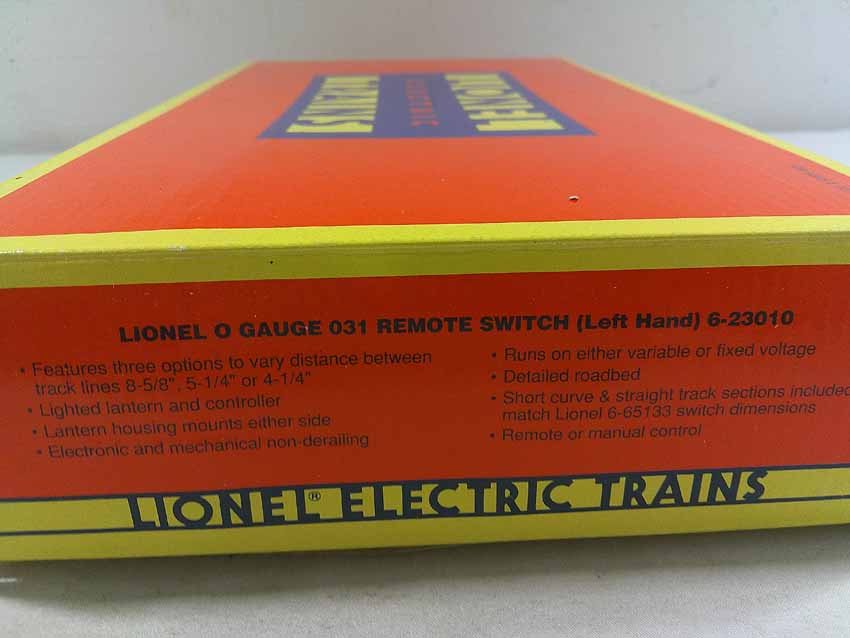 LIONEL ELECTRIC TRAINS
LIONEL O GAUGE 031 REMOTE SWITCH (Left Hand) 6-23010
• Features three options to vary distance between
track lines 8-5/8", 5-1/4" or 4-1/4"
• Lighted lantern and controller
• Lantern housing mounts either side
• Electronic and mechanical non-derailing
• Runs on either variable or fixed voltage
• Detailed roadbed
• Short curve & straight track sections included
match Lionel 6-65133 switch dimensions
• Remote or manual control
LIONEL® ELECTRIC TRAINS